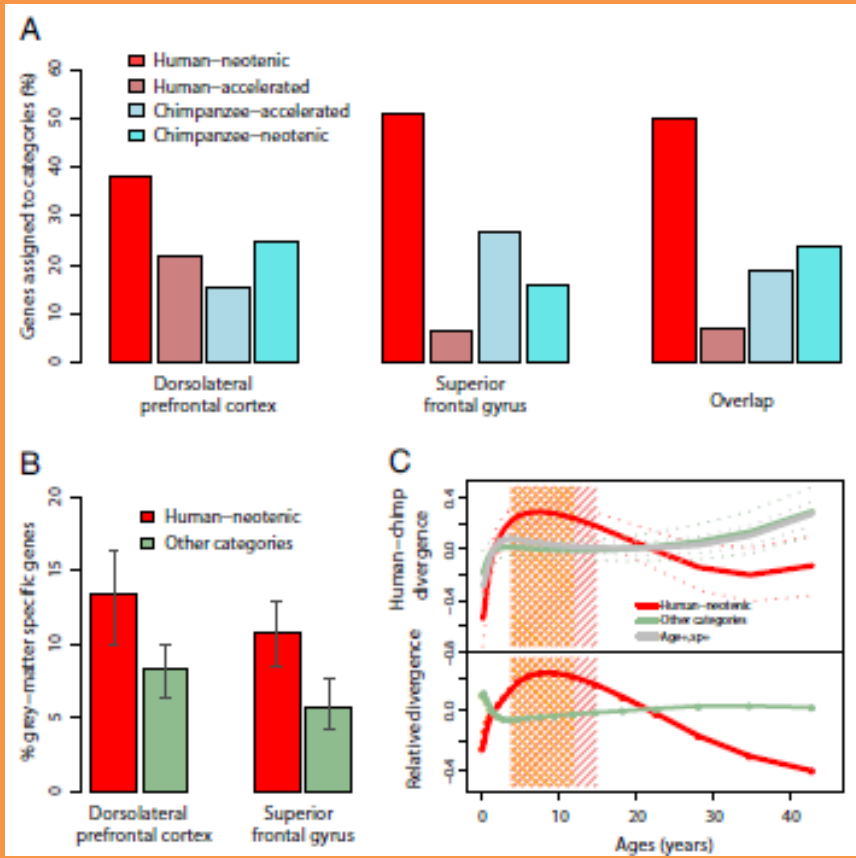 A
Genes assigned to categories (%)
0 10 20 30 40 50 60
Human–neotenic
Human–accelerated
Chimpanzee–accelerated
Chimpanzee–neotenic
Dorsolateral
prefrontal cortex
Superior
frontal gyrus
Overlap
B
% grey–matter specific genes
0 5 10 15 20
Human–neotenic
Other categories
Dorsolateral
prefrontal cortex
Superior
frontal gyrus
C
Human–chimp
divergence
0.4
0.0
−0.4
−0.8
Human–neotenic
Other categories
Age+,sp+
Relative divergence
0.0
−0.4
0 10 20 30 40
Ages (years)